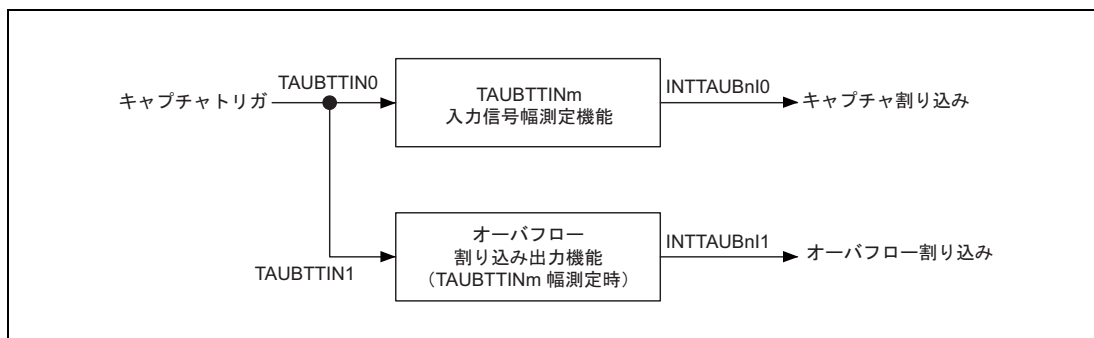 キャプチャトリガ
TAUBTTIN0
TAUBTTINm
入力信号幅測定機能
INTTAUBnI0
キャプチャ割り込み
TAUBTTIN1
オーバフロー
割り込み出力機能
(TAUBTTINm 幅測定時)
INTTAUBnI1
オーバフロー割り込み